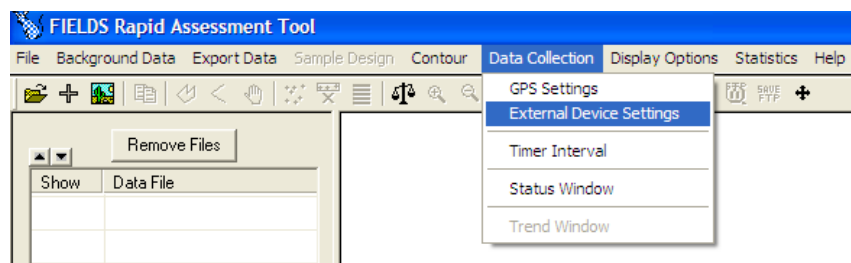 FIELDS Rapid Assessment Tool
File Background Data Export Data Sample Design Contour Data Collection Display Options Statistics Help
GPS Settings
External Device Settings
Timer Interval
Status Window
Trend Window
FTP SAVE FTP
Remove Files
Show Data File